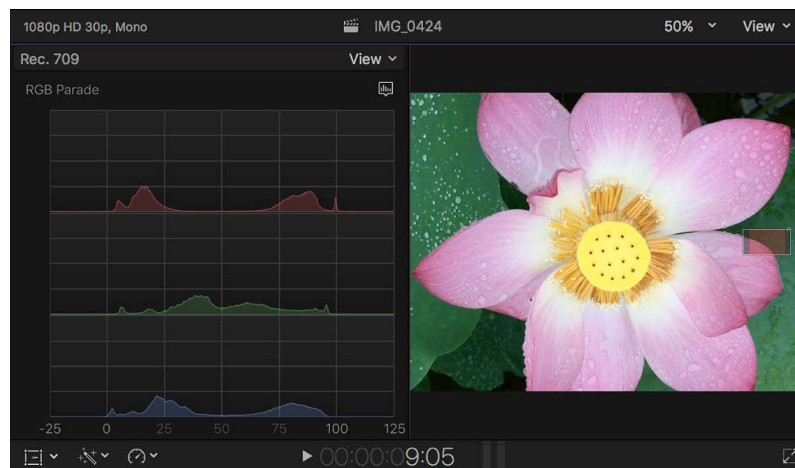 1080p HD 30p, Mono
IMG_0424
50%
View
Rec. 709
View
RGB Parade
-25 0 25 50 75 100 125
00:00:09:05